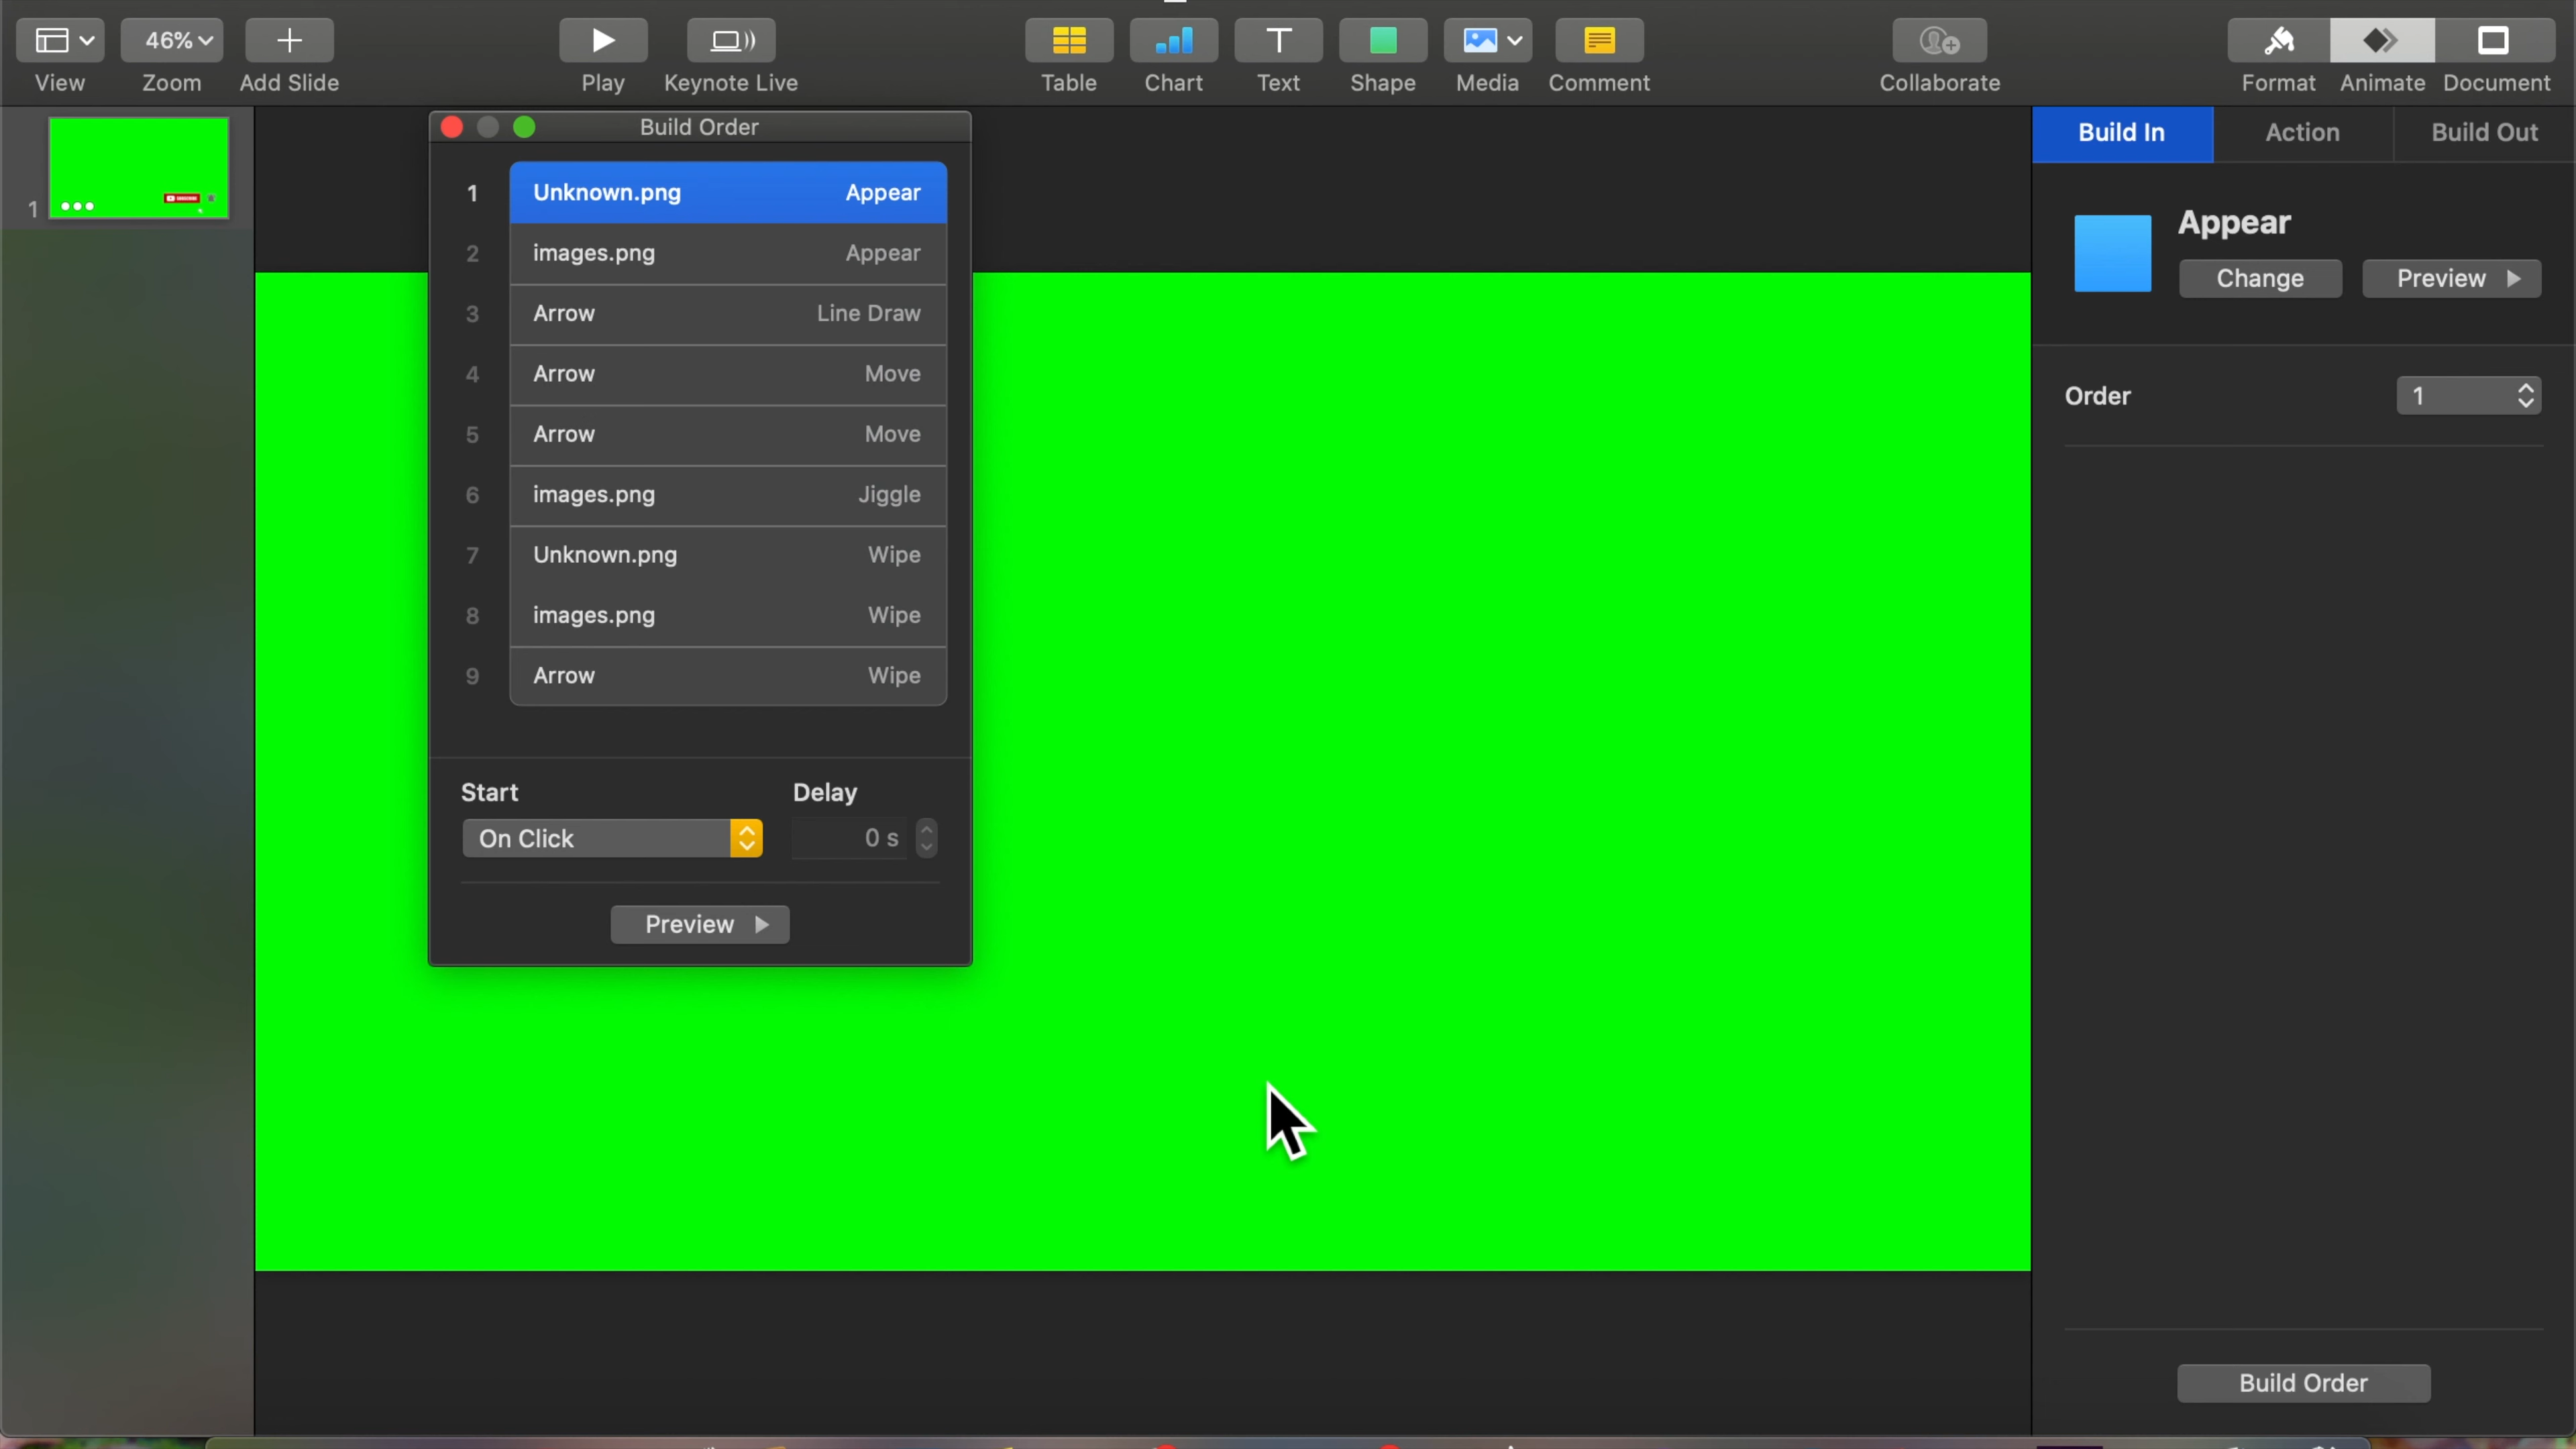 46%
View Zoom Add Slide Play Keynote Live Table Chart Text Shape Media Comment Collaborate Format Animate Document
1
Build Order
1 Unknown.png Appear
2 images.png Appear
3 Arrow Line Draw
4 Arrow Move
5 Arrow Move
6 images.png Jiggle
7 Unknown.png Wipe
8 images.png Wipe
9 Arrow Wipe
Start Delay
On Click 0 s
Preview
Build In Action Build Out
Appear
Change Preview
Order 1
Build Order